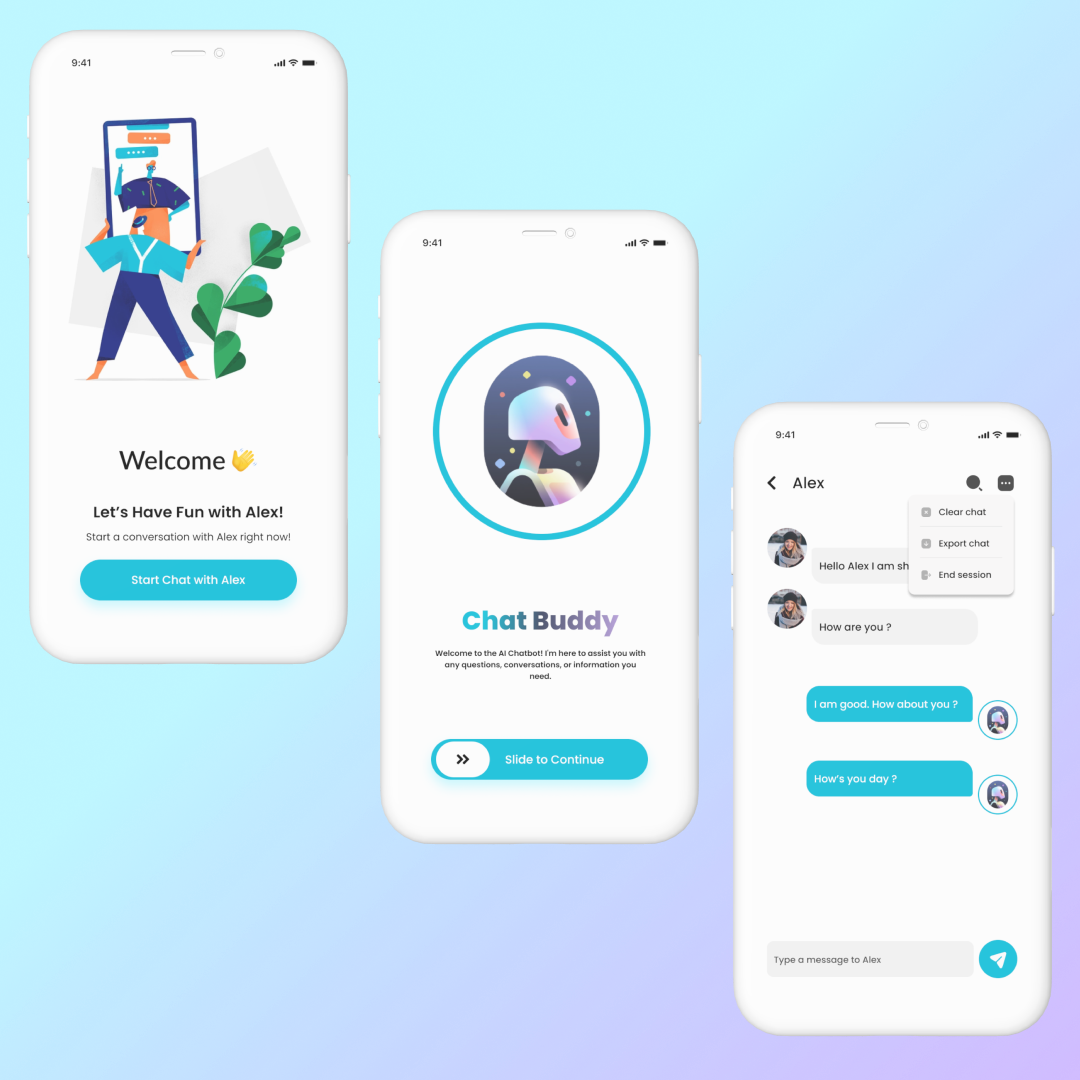 9:41
Welcome 👋
Let's Have Fun with Alex!
Start a conversation with Alex right now!
Start Chat with Alex
9:41
Chat Buddy
Welcome to the AI Chatbot! I'm here to assist you with
any questions, conversations, or information you
need.
Slide to Continue
9:41
Alex
Clear chat
Export chat
End session
Hello Alex I am sh
How are you ?
I am good. How about you ?
How's you day ?
Type a message to Alex